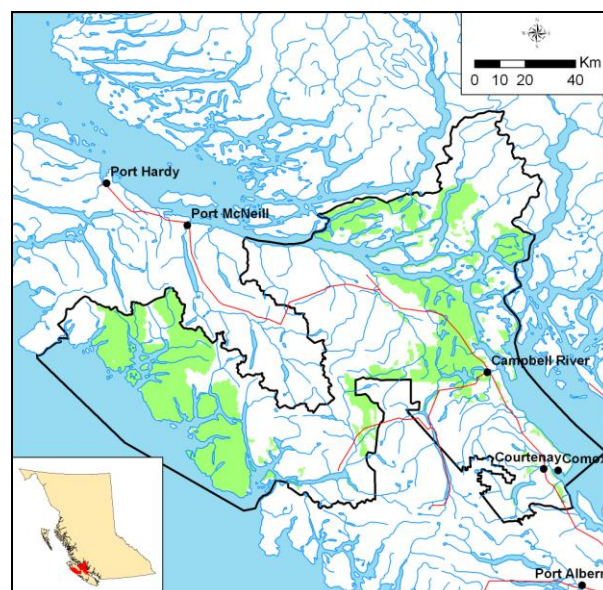 Km
0 10 20 40
Port Hardy
Port McNeill
Campbell River
Courtenay
Port Albern